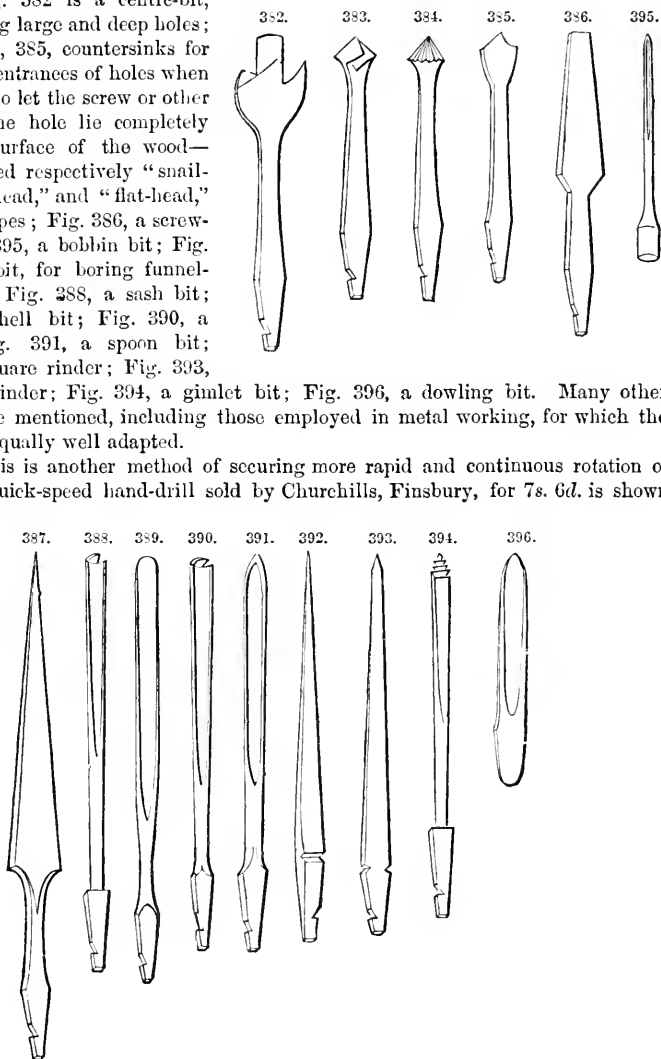 382. 383. 384. 385. 386. 395.
382 is a centre-bit,
large and deep holes;
385, countersinks for
entrances of holes when
o let the screw or other
hole lie completely
urface of the wood—
ed respectively “snail-
ead,” and “flat-head,”
pes; Fig. 386, a screw-
395, a bobbin bit; Fig.
bit, for boring funnel-
Fig. 388, a sash bit;
hell bit; Fig. 390, a
g. 391, a spoon bit;
uare rinder; Fig. 393,
inder; Fig. 394, a gimlet bit; Fig. 396, a dowling bit. Many other
e mentioned, including those employed in metal working, for which the
qually well adapted.
is is another method of securing more rapid and continuous rotation o
uick-speed hand-drill sold by Churchills, Finsbury, for 7s. 6d. is shown
387. 388. 389. 390. 391. 392. 393. 394. 396.